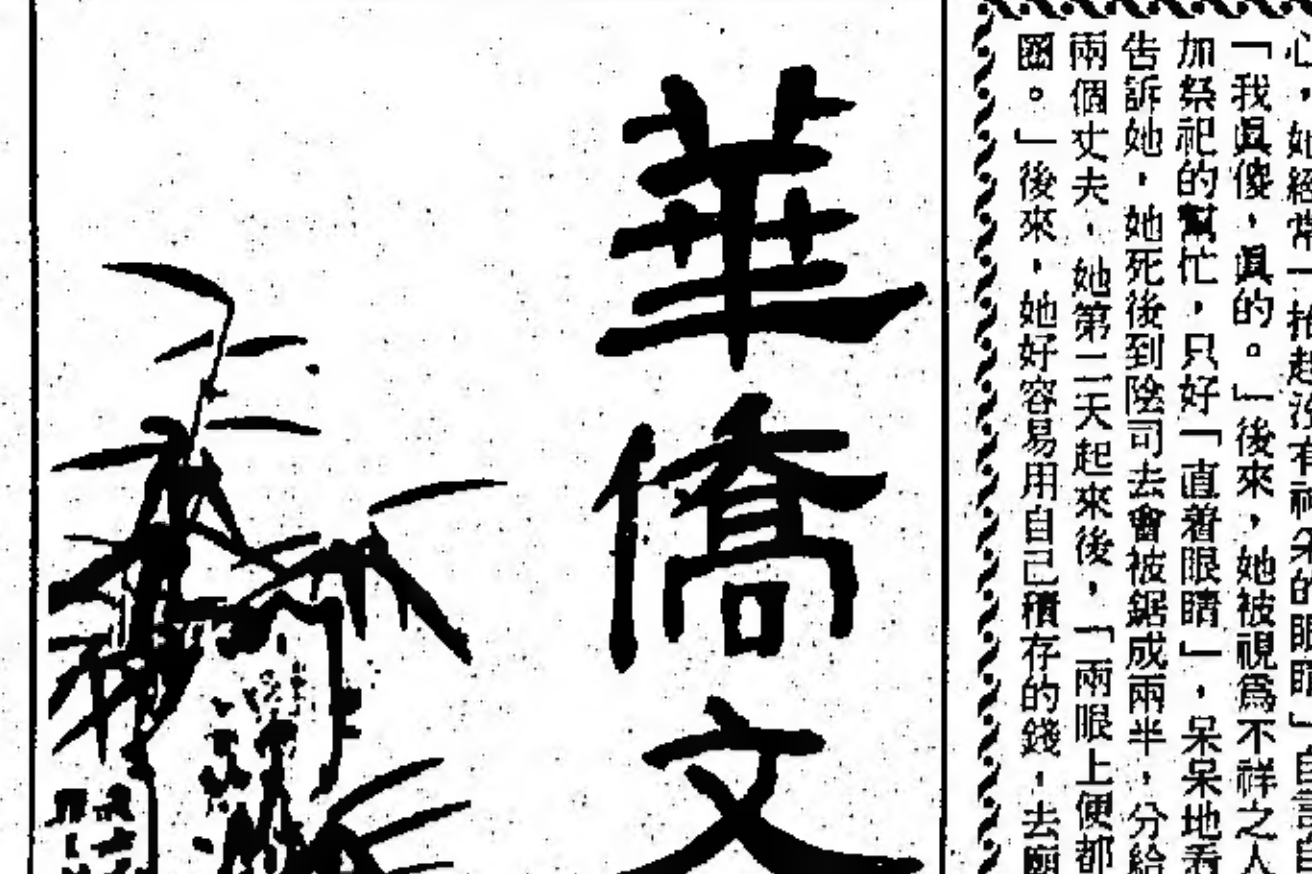 心，她經常一抬起沒有神采的眼睛」自言自
「我眞傻，眞的。」後來，她被視爲不祥之人
加祭祀的幫忙，只好「直着眼睛」，呆呆地看
告訴她，她死後到陰司去會被鋸成兩半，分給
兩個丈夫，她第二天起來後，「兩眼上便都
圈。」後來，她好容易用自己積存的錢，去廟
華僑文